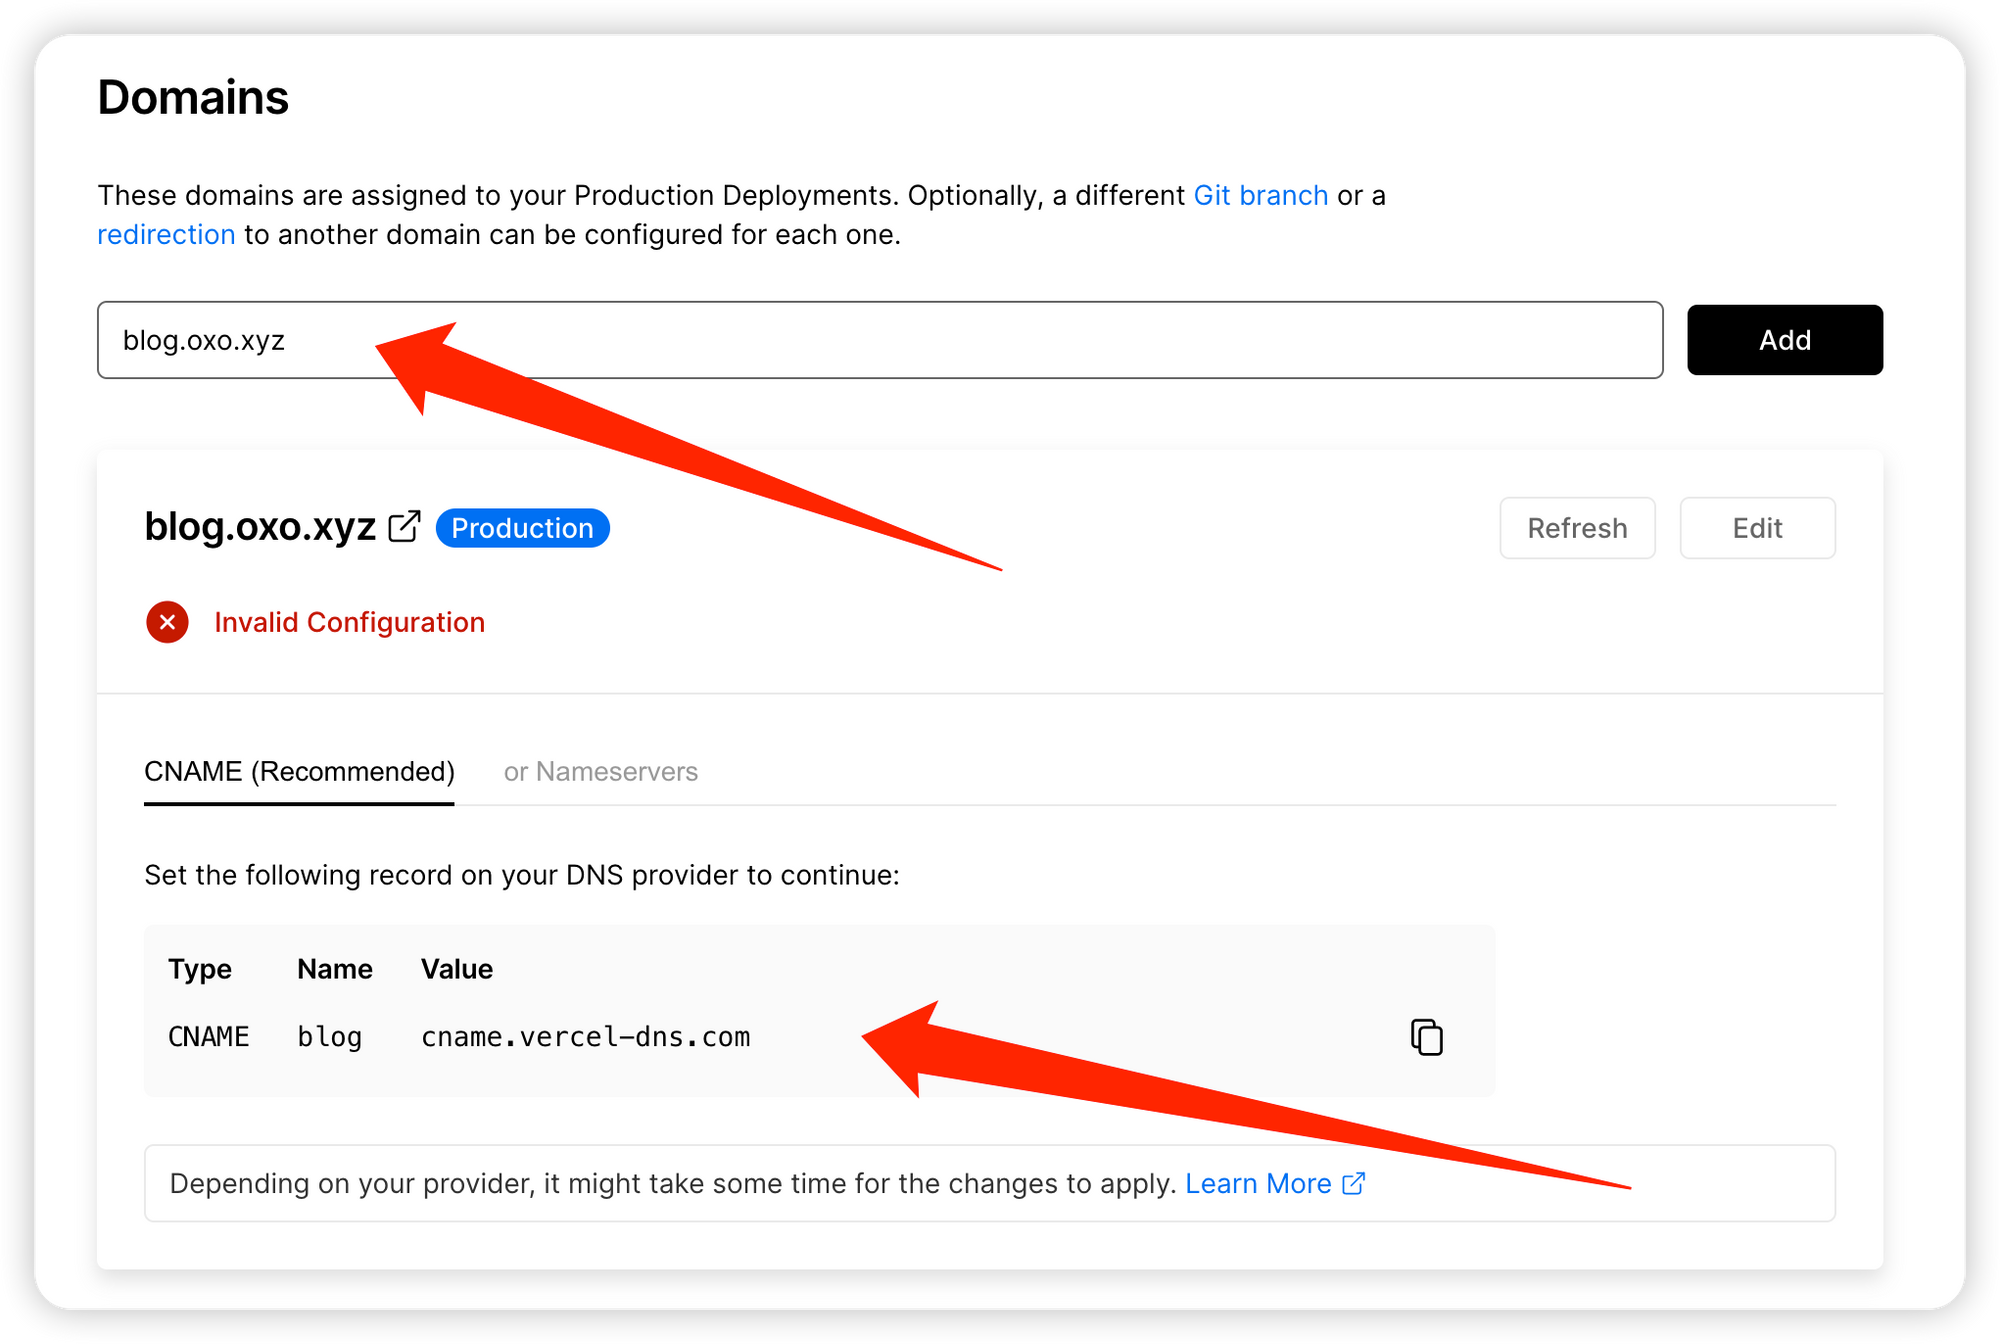 Domains
These domains are assigned to your Production Deployments. Optionally, a different Git branch or a
redirection to another domain can be configured for each one.
blog.oxo.xyz
Add
blog.oxo.xyz Production
Refresh Edit
Invalid Configuration
CNAME (Recommended) or Nameservers
Set the following record on your DNS provider to continue:
Type Name Value
CNAME blog cname.vercel-dns.com
Depending on your provider, it might take some time for the changes to apply. Learn More